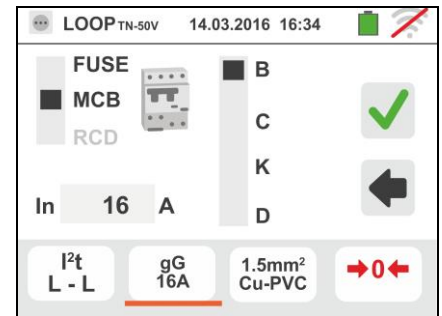 LOOP TN-50V 14.03.2016 16:34
FUSE
MCB
RCD
B
C
K
D
In 16 A
I²t
L - L
gG
16A
1.5mm²
Cu-PVC
→0←